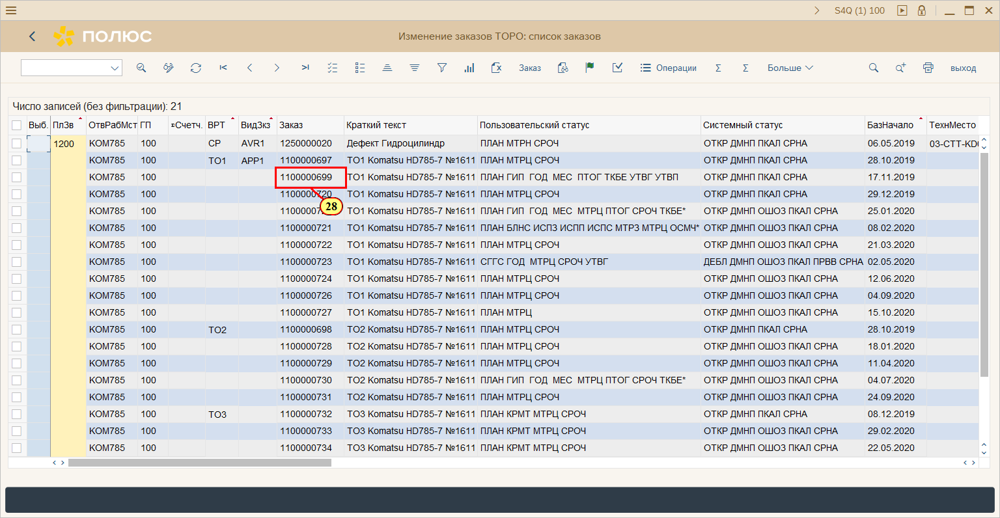 S4Q (1) 100
ПОЛЮС
Изменение заказов ТОРО: список заказов
Заказ Операции Σ Σ Больше выход
Число записей (без фильтрации): 21
Выб. ПлЗв ОтвРабМст ГП ¤Счетч. ВРТ ВидЗкз Заказ Краткий текст Пользовательский статус Системный статус БазНачало ТехнМесто
1200 KOM785 100 СР AVR1 1250000020 Дефект Гидроцилиндр ПЛАН МТРН СРОЧ ОТКР ДМНП ПКАЛ СРНА 06.05.2019
KOM785 100 ТО1 APP1 1100000697 ТО1 Komatsu HD785-7 №1611 ПЛАН МТРЦ СРОЧ ОТКР ДМНП ПКАЛ СРНА 28.10.2019
KOM785 100 1100000699 ТО1 Komatsu HD785-7 №1611 ПЛАН ГИП ГОД МЕС ПТОГ ТКБЕ УТВГ УТВП ОТКР ДМНП ПКАЛ СРНА 17.11.2019
KOM785 100 1100000720 ТО1 Komatsu HD785-7 №1611 ПЛАН МТРЦ СРОЧ ОТКР ДМНП ПКАЛ СРНА 29.12.2019
28
KOM785 100 ТО1 Komatsu HD785-7 №1611 ПЛАН ГИП ГОД МЕС МТРЦ ПТОГ СРОЧ ТКБЕ* ОТКР ДМНП ОШОЗ ПКАЛ СРНА 25.01.2020
KOM785 100 1100000721 ТО1 Komatsu HD785-7 №1611 ПЛАН БЛНС ИСПЗ ИСПП ИСПС МТРЗ МТРЦ ОСМЧ* ОТКР ДМНП ОШОЗ ПКАЛ СРНА 08.02.2020
KOM785 100 1100000722 ТО1 Komatsu HD785-7 №1611 ПЛАН МТРЦ СРОЧ ОТКР ДМНП ОШОЗ ПКАЛ СРНА 21.03.2020
KOM785 100 1100000723 ТО1 Komatsu HD785-7 №1611 СГГС ГОД МТРЦ СРОЧ УТВГ ДЕБЛ ДМНП ОШОЗ ПКАЛ ПРВВ СРНА 02.05.2020
KOM785 100 1100000724 ТО1 Komatsu HD785-7 №1611 ПЛАН МТРЦ СРОЧ ОТКР ДМНП ОШОЗ ПКАЛ СРНА 12.06.2020
KOM785 100 1100000726 ТО1 Komatsu HD785-7 №1611 ПЛАН МТРЦ СРОЧ ОТКР ДМНП ОШОЗ ПКАЛ СРНА 04.09.2020
KOM785 100 1100000727 ТО1 Komatsu HD785-7 №1611 ПЛАН МТРЦ ОТКР ДМНП ОШОЗ ПКАЛ СРНА 15.10.2020
KOM785 100 ТО2 1100000698 ТО2 Komatsu HD785-7 №1611 ПЛАН МТРЦ СРОЧ ОТКР ДМНП ПКАЛ СРНА 28.10.2019
KOM785 100 1100000728 ТО2 Komatsu HD785-7 №1611 ПЛАН МТРЦ СРОЧ ОТКР ДМНП ОШОЗ ПКАЛ СРНА 18.01.2020
KOM785 100 1100000729 ТО2 Komatsu HD785-7 №1611 ПЛАН МТРЦ СРОЧ ОТКР ДМНП ОШОЗ ПКАЛ СРНА 11.04.2020
KOM785 100 1100000730 ТО2 Komatsu HD785-7 №1611 ПЛАН ГИП ГОД МЕС МТРЦ ПТОГ СРОЧ ТКБЕ* ОТКР ДМНП ОШОЗ ПКАЛ СРНА 04.07.2020
KOM785 100 1100000731 ТО2 Komatsu HD785-7 №1611 ПЛАН МТРЦ СРОЧ ОТКР ДМНП ОШОЗ ПКАЛ СРНА 24.09.2020
KOM785 100 ТО3 1100000732 ТО3 Komatsu HD785-7 №1611 ПЛАН КРМТ МТРЦ СРОЧ ОТКР ДМНП ПКАЛ СРНА 08.12.2019
KOM785 100 1100000733 ТО3 Komatsu HD785-7 №1611 ПЛАН КРМТ МТРЦ СРОЧ ОТКР ДМНП ОШОЗ ПКАЛ СРНА 29.02.2020
KOM785 100 1100000734 ТО3 Komatsu HD785-7 №1611 ПЛАН КРМТ МТРЦ СРОЧ ОТКР ДМНП ОШОЗ ПКАЛ СРНА 22.05.2020